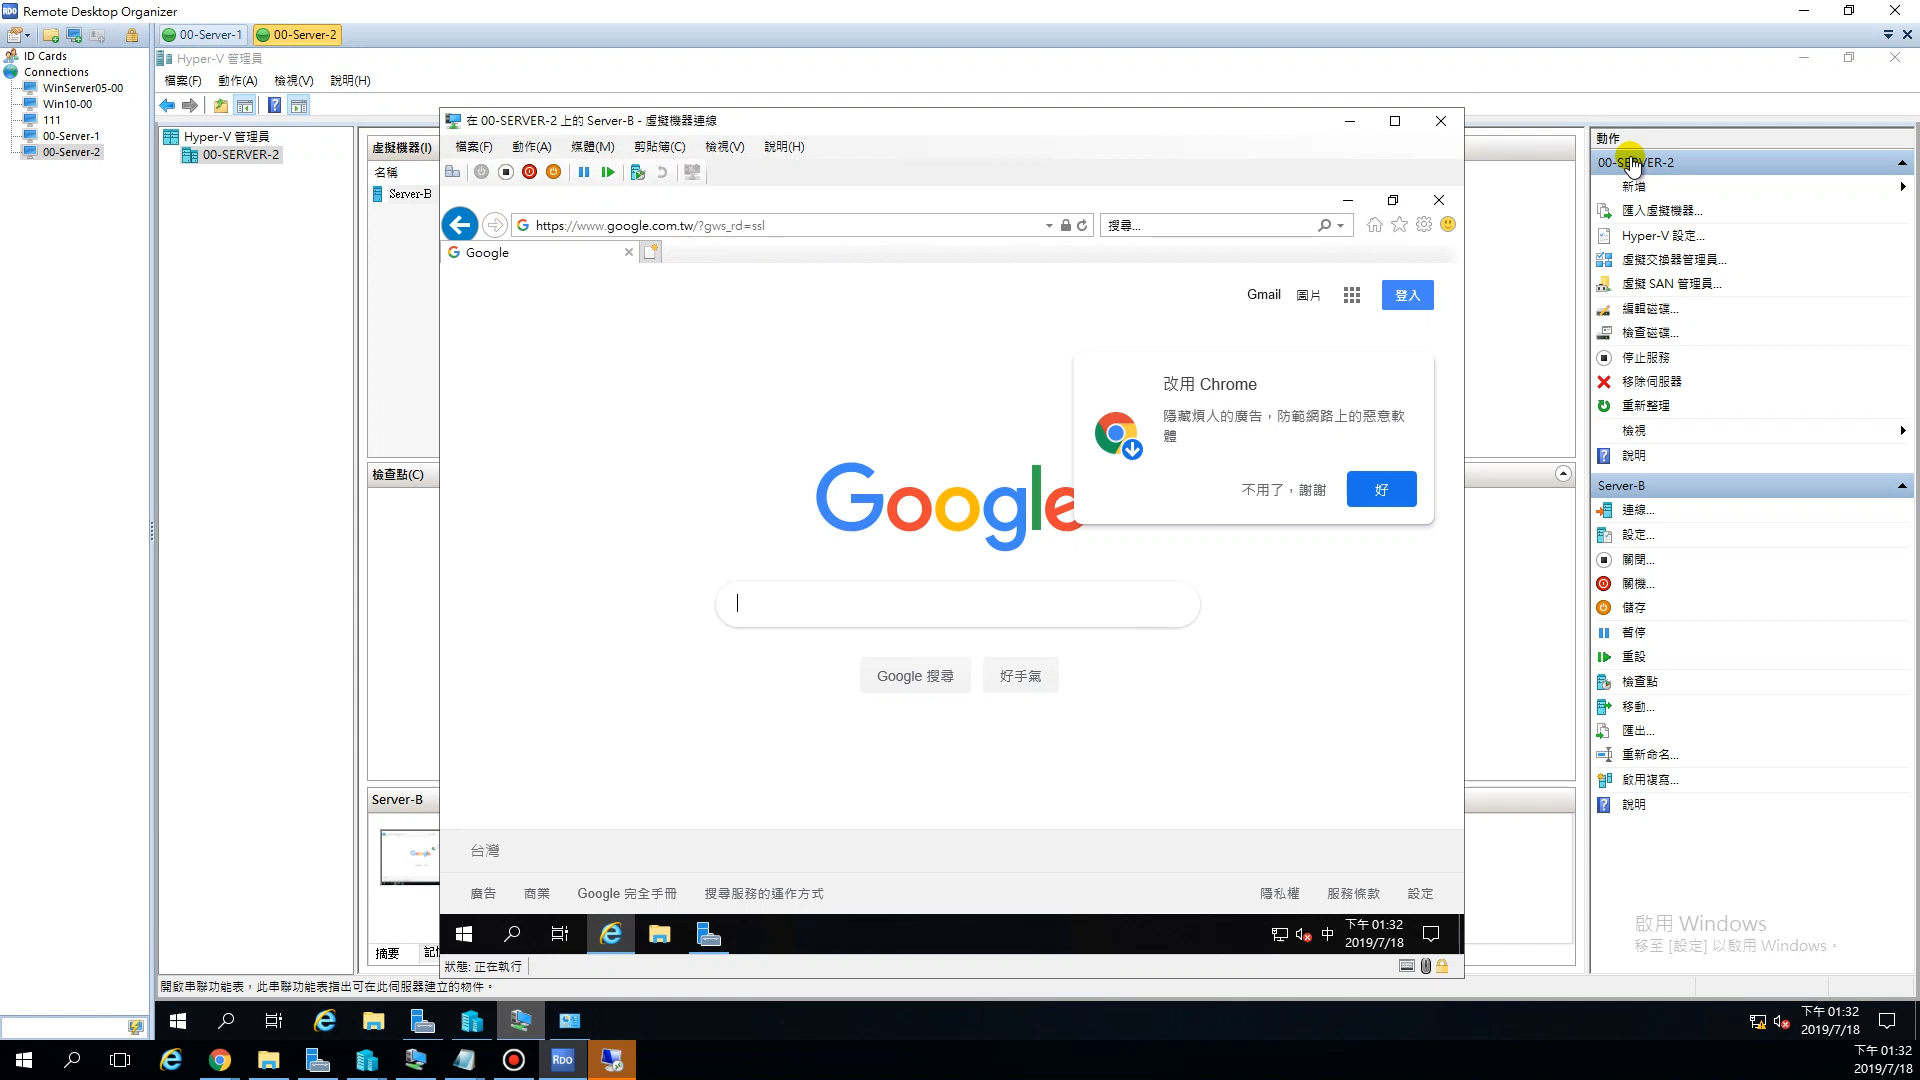 Remote Desktop Organizer
00-Server-1
00-Server-2
ID Cards
Connections
WinServer05-00
Win10-00
111
00-Server-1
00-Server-2
Hyper-V 管理員
檔案(F) 動作(A) 檢視(V) 說明(H)
Hyper-V 管理員
00-SERVER-2
虛擬機器(I)
名稱
Server-B
檢查點(C)
Server-B
摘要
在 00-SERVER-2 上的 Server-B - 虛擬機器連線
檔案(F) 動作(A) 媒體(M) 剪貼簿(C) 檢視(V) 說明(H)
https://www.google.com.tw/?gws_rd=ssl
搜尋...
Google
Gmail 圖片 登入
改用 Chrome
隱藏煩人的廣告，防範網路上的惡意軟
體
不用了，謝謝 好
Google
Google 搜尋 好手氣
台灣
廣告 商業 Google 完全手冊 搜尋服務的運作方式 隱私權 服務條款 設定
中
下午 01:32
2019/7/18
狀態: 正在執行
動作
00-SERVER-2
新增
匯入虛擬機器...
Hyper-V 設定...
虛擬交換器管理員...
虛擬 SAN 管理員...
編輯磁碟...
檢查磁碟...
停止服務
移除伺服器
重新整理
檢視
說明
Server-B
連線...
設定...
關閉...
關機...
儲存
暫停
重設
檢查點
移動...
匯出...
重新命名...
啟用複寫...
說明
啟用 Windows
移至 [設定] 以啟用 Windows。
開啟串聯功能表，此串聯功能表指出可在此伺服器建立的物件。
下午 01:32
2019/7/18
RDO
下午 01:32
2019/7/18